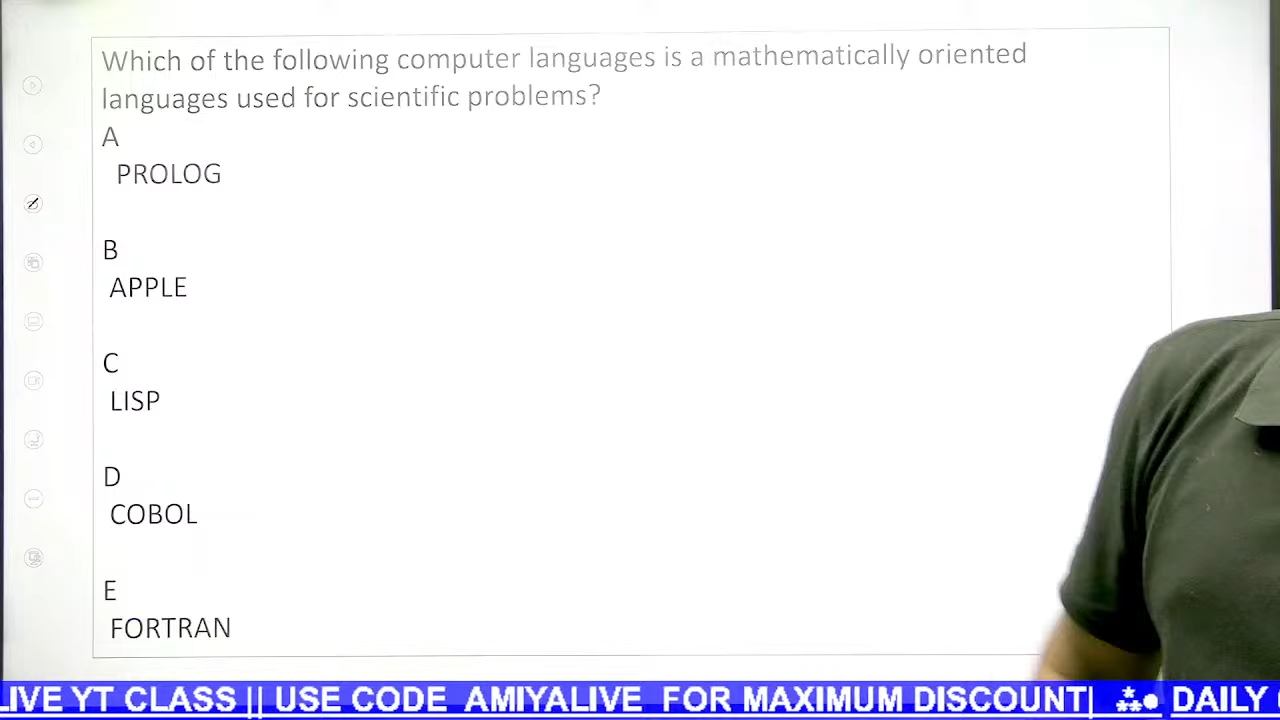 Which of the following computer languages is a mathematically oriented
languages used for scientific problems?
A
PROLOG
B
APPLE
C
LISP
D
COBOL
E
FORTRAN
LIVE YT CLASS || USE CODE AMIYALIVE FOR MAXIMUM DISCOUNT| ⁂● DAILY